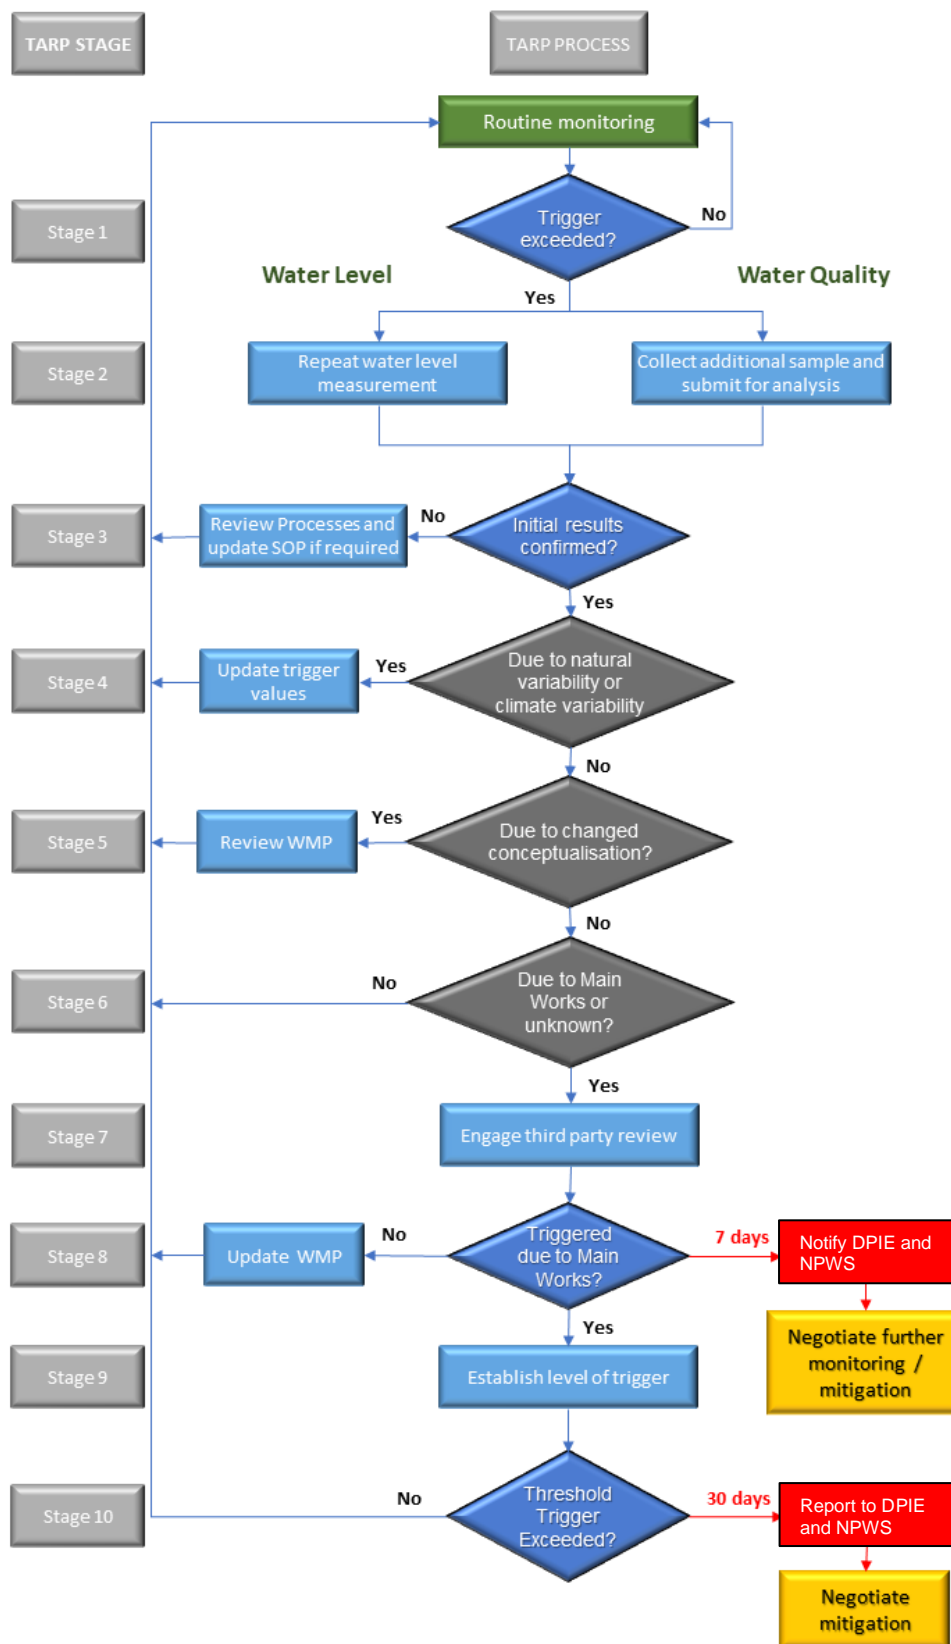 TARP STAGE
TARP PROCESS
Routine monitoring
Stage 1
Trigger
exceeded?
No
Water Level
Yes
Water Quality
Stage 2
Repeat water level
measurement
Collect additional sample and
submit for analysis
Stage 3
Review Processes and
update SOP if required
No
Initial results
confirmed?
Yes
Stage 4
Update trigger
values
Yes
Due to natural
variability or
climate variability
No
Stage 5
Review WMP
Yes
Due to changed
conceptualisation?
No
Stage 6
No
Due to Main
Works or
unknown?
Yes
Stage 7
Engage third party review
Stage 8
Update WMP
No
Triggered
due to Main
Works?
7 days
Notify DPIE and
NPWS
Yes
Negotiate further
monitoring /
mitigation
Stage 9
Establish level of trigger
Stage 10
No
Threshold
Trigger
Exceeded?
30 days
Report to DPIE
and NPWS
Negotiate
mitigation